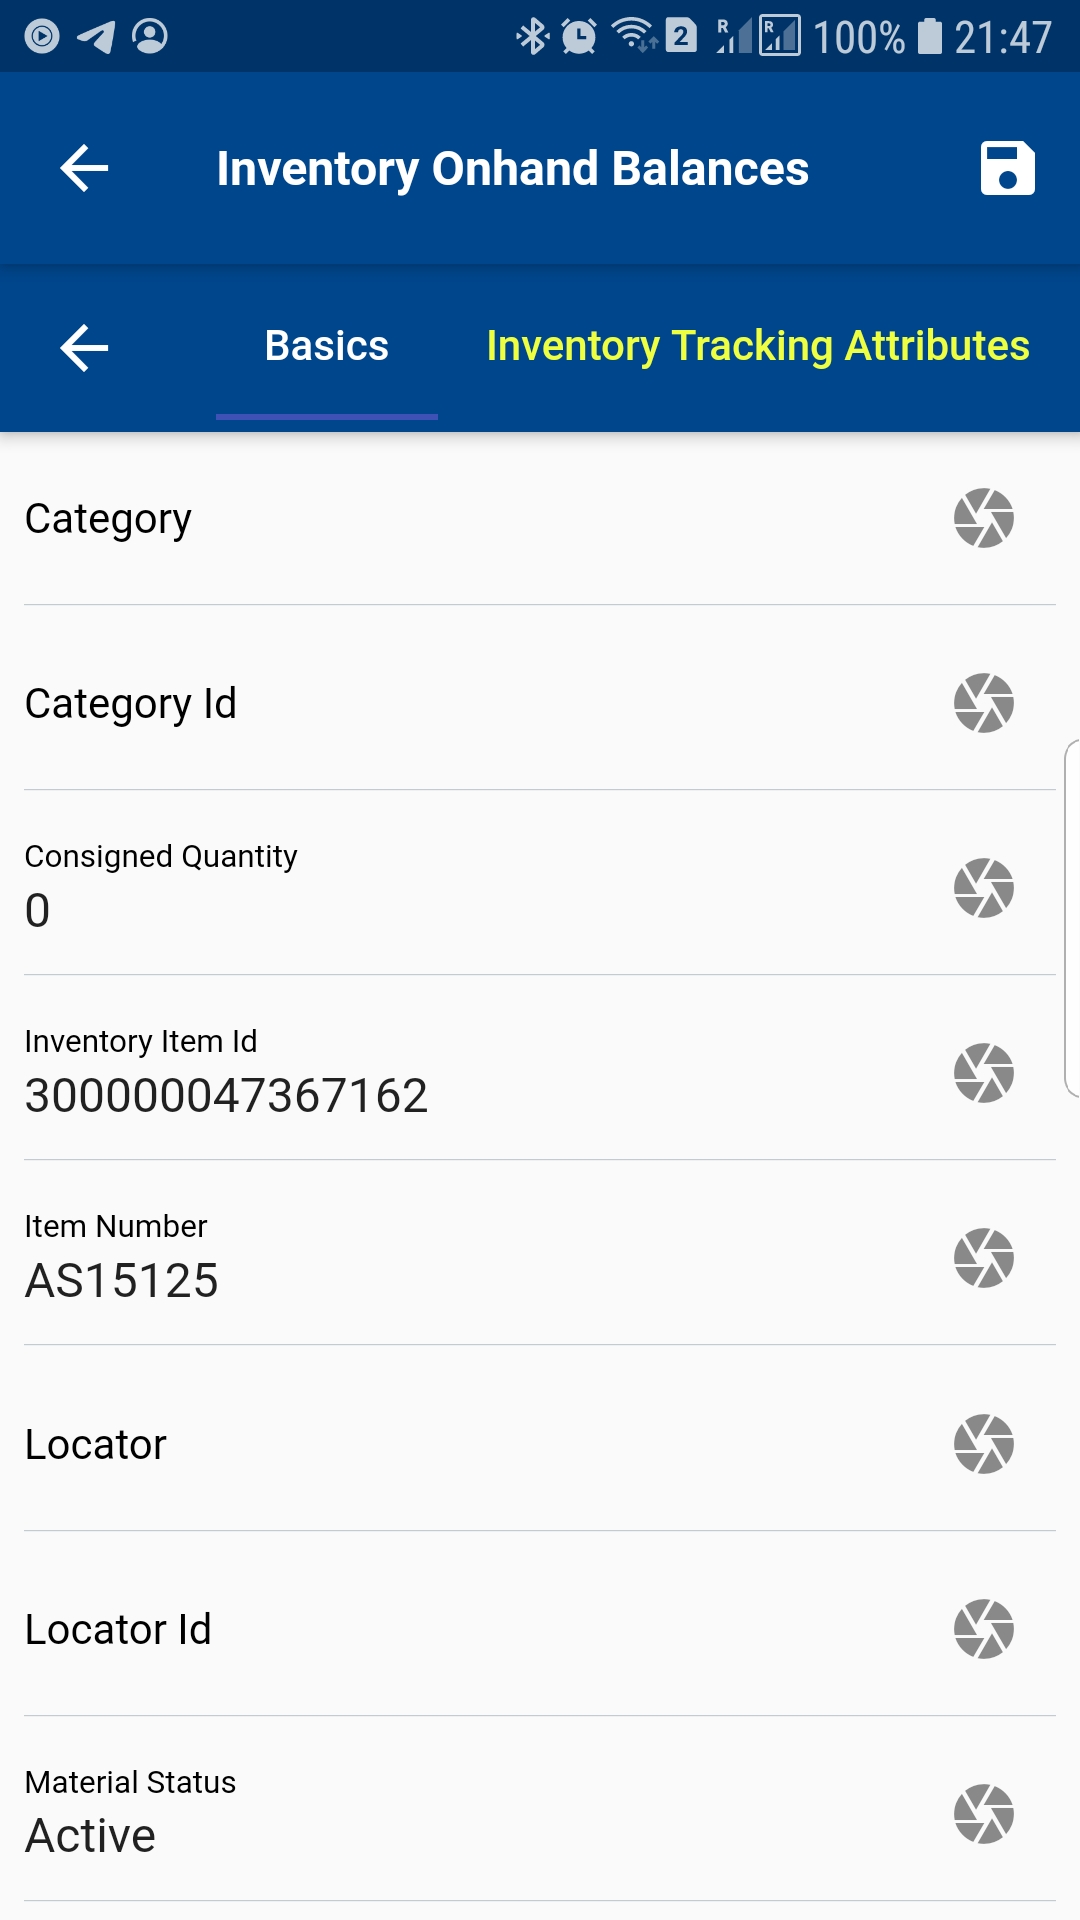 2 R R 100% 21:47
Inventory Onhand Balances
Basics Inventory Tracking Attributes
Category
Category Id
Consigned Quantity
0
Inventory Item Id
300000047367162
Item Number
AS15125
Locator
Locator Id
Material Status
Active